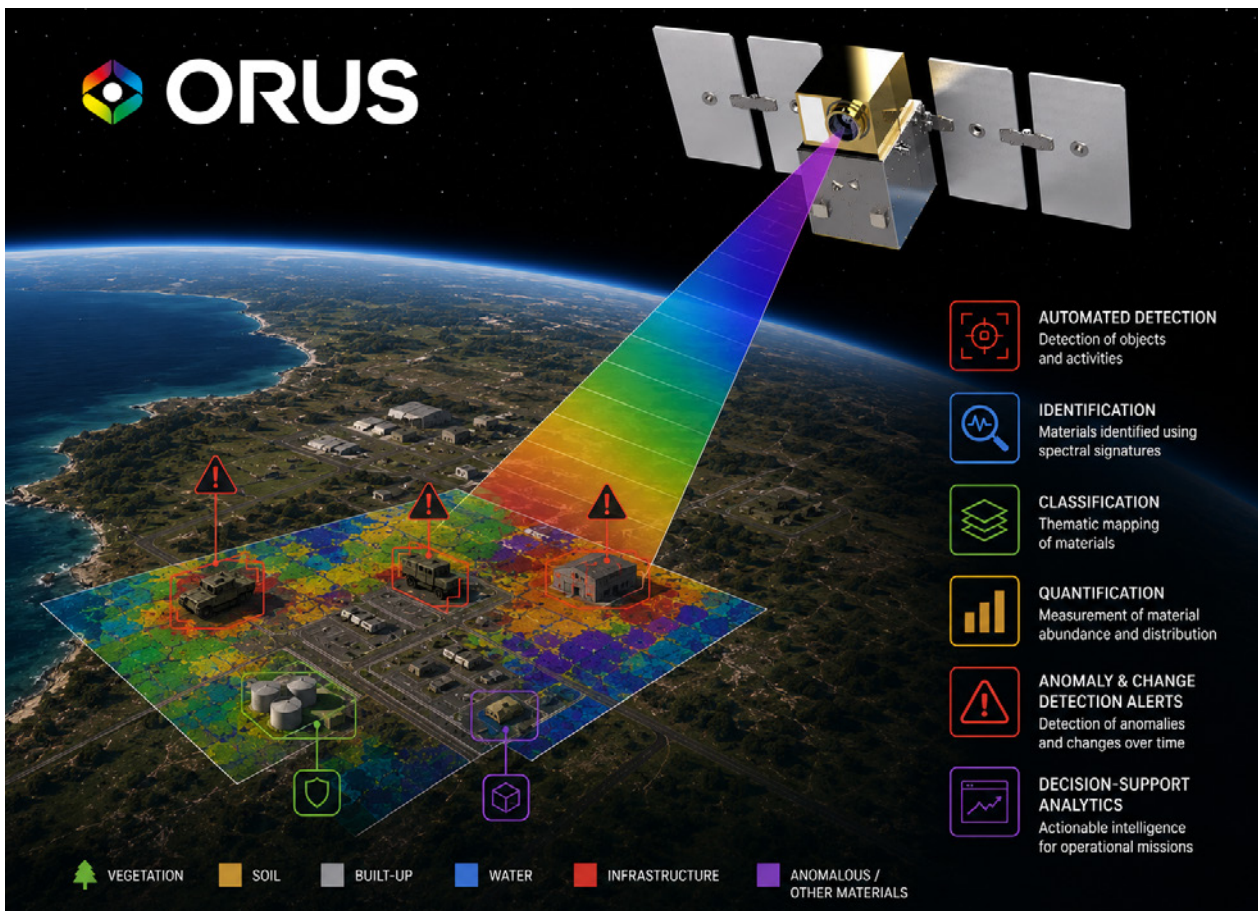 ORUS
AUTOMATED DETECTION
Detection of objects
and activities
IDENTIFICATION
Materials identified using
spectral signatures
CLASSIFICATION
Thematic mapping
of materials
QUANTIFICATION
Measurement of material
abundance and distribution
ANOMALY & CHANGE
DETECTION ALERTS
Detection of anomalies
and changes over time
DECISION-SUPPORT
ANALYTICS
Actionable intelligence
for operational missions
VEGETATION
SOIL
BUILT-UP
WATER
INFRASTRUCTURE
ANOMALOUS /
OTHER MATERIALS